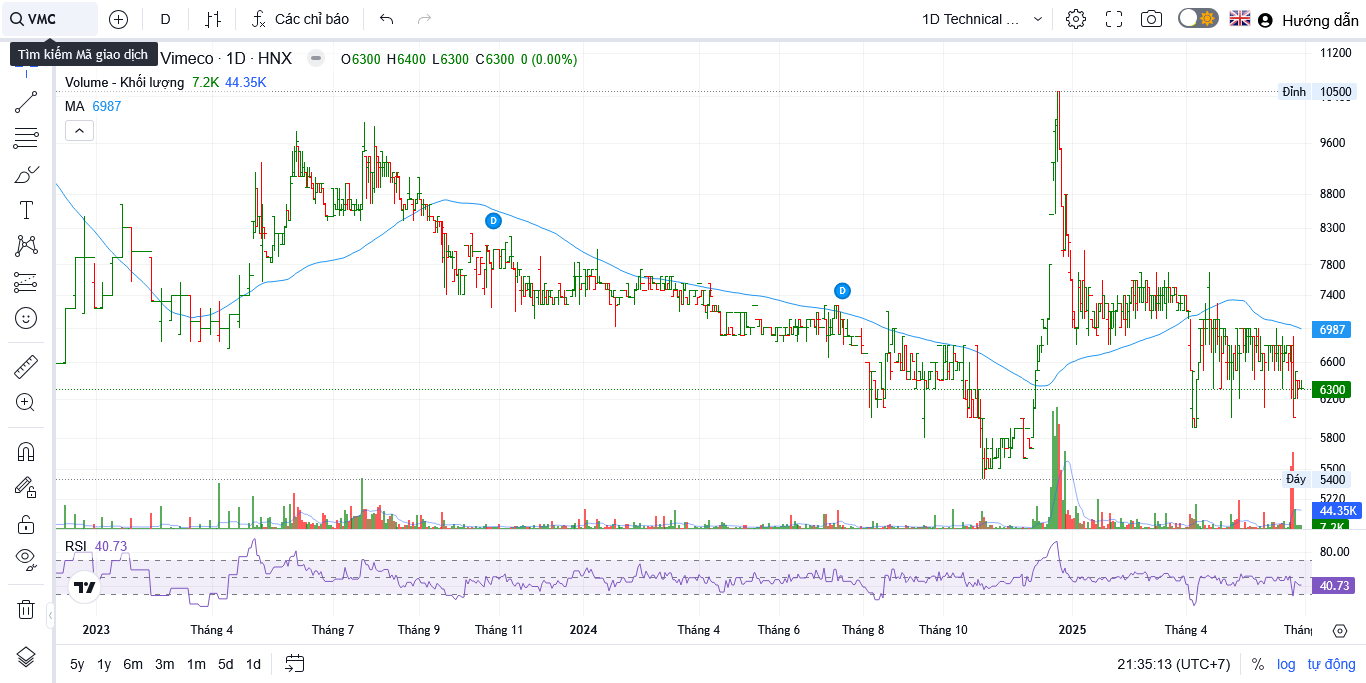 VMC
D
Các chỉ báo
1D Technical ...
Hướng dẫn
Tìm kiếm Mã giao dịch
Vimeco · 1D · HNX
O6300 H6400 L6300 C6300 0 (0.00%)
Volume - Khối lượng 7.2K 44.35K
MA 6987
11200
Đỉnh 10500
9600
8800
8300
7800
7400
6987
6600
6300
6200
5800
5500
Đáy 5400
5220
44.35K
7.2K
D
D
RSI 40.73
80.00
40.73
2023
Tháng 4
Tháng 7
Tháng 9
Tháng 11
2024
Tháng 4
Tháng 6
Tháng 8
Tháng 10
2025
Tháng 4
5y 1y 6m 3m 1m 5d 1d
21:35:13 (UTC+7)
% log tự động